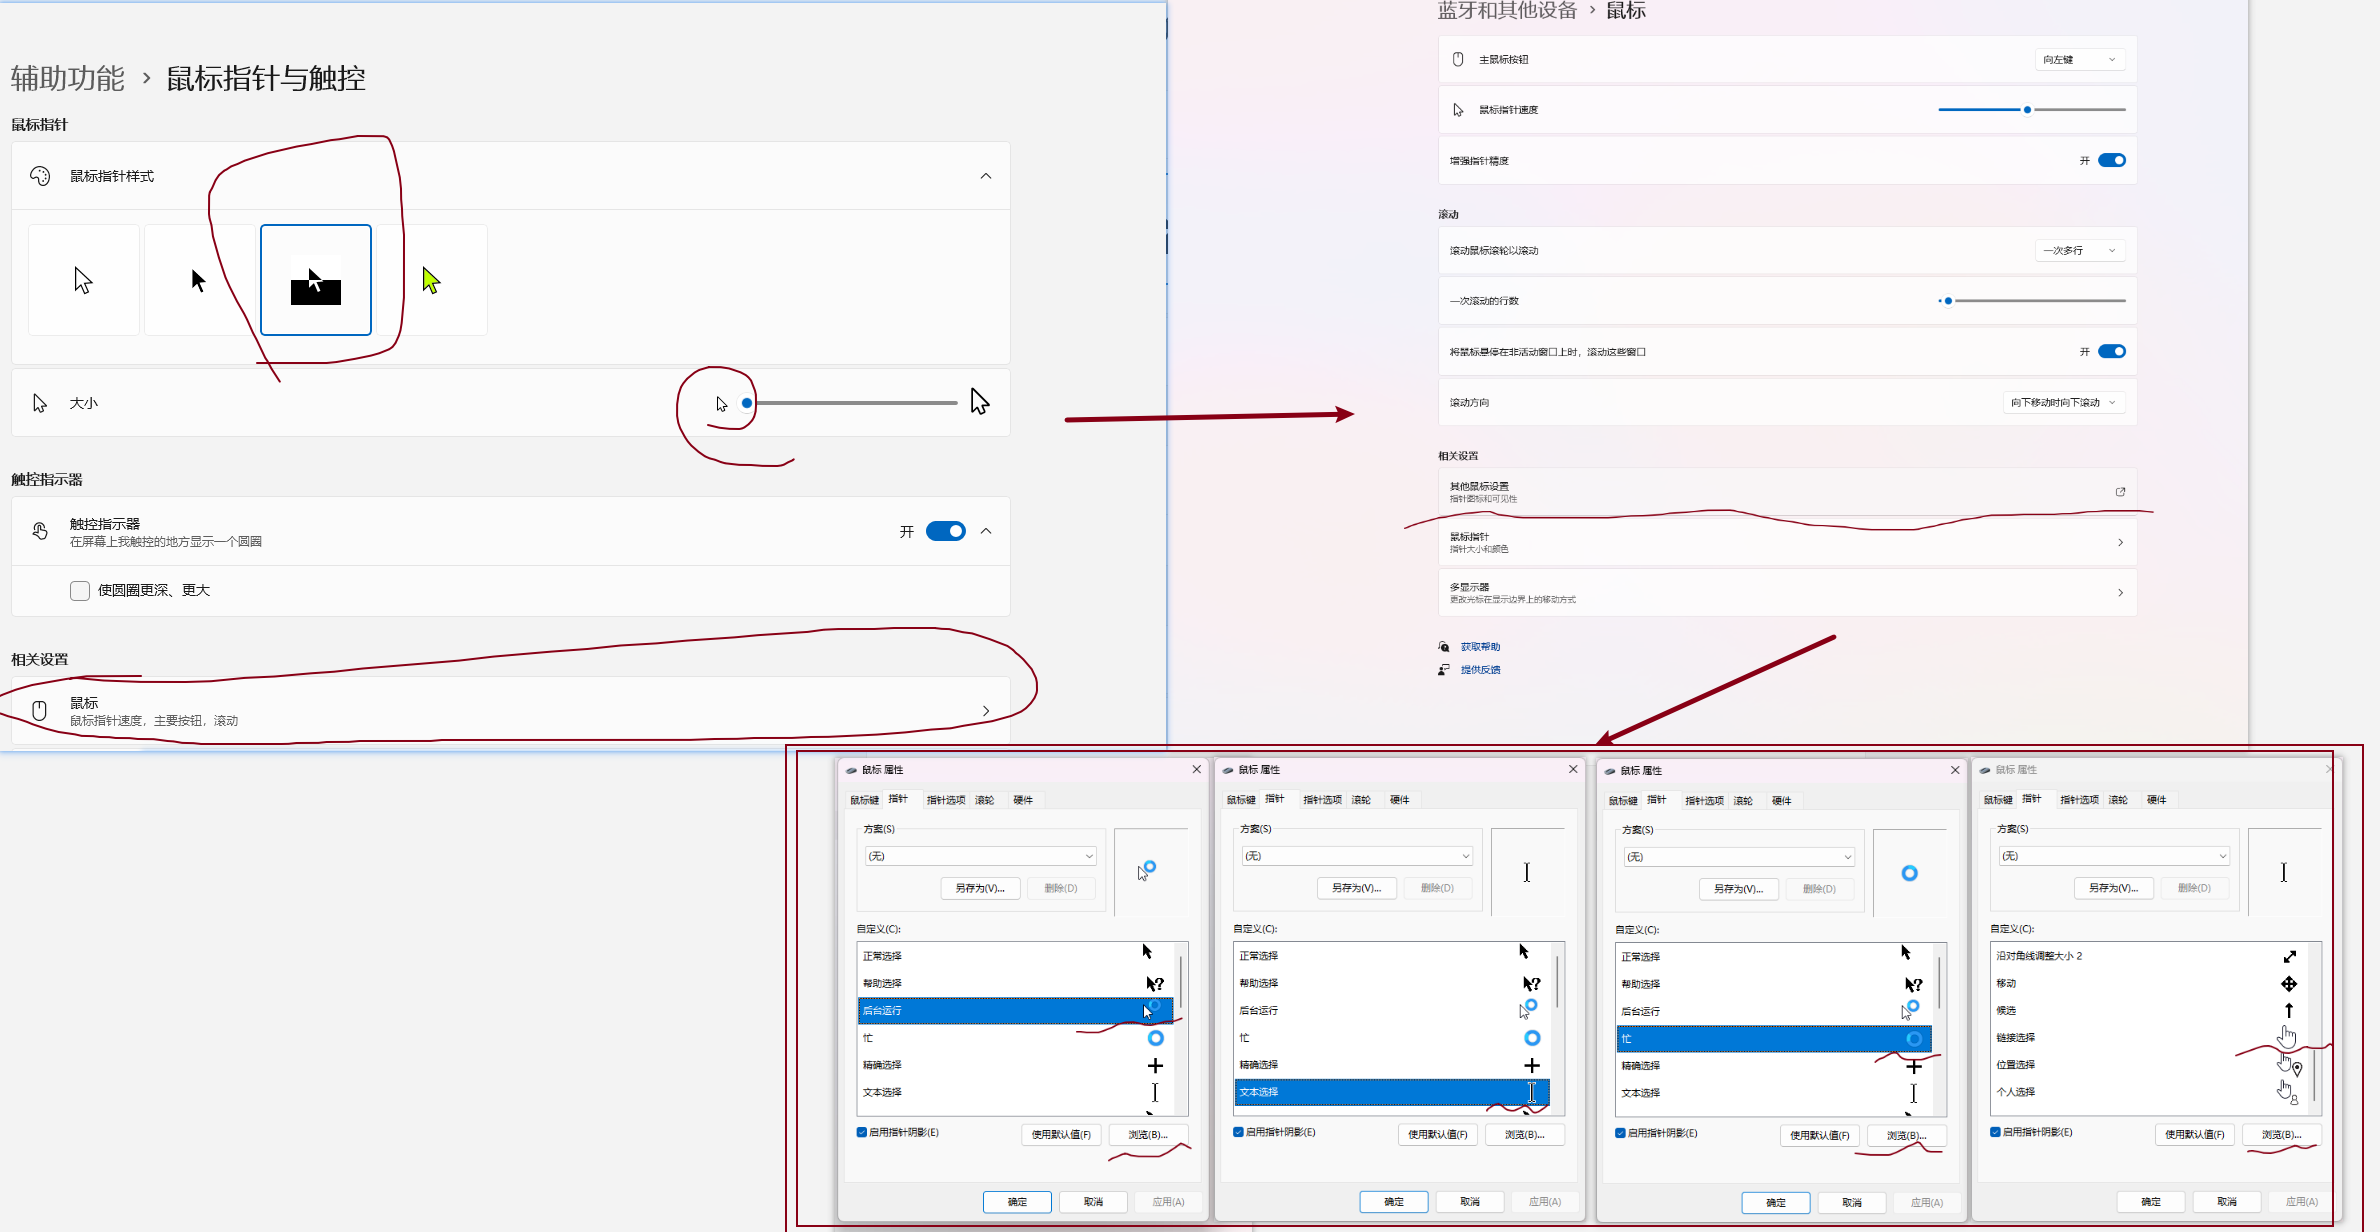 辅助功能 › 鼠标指针与触控
鼠标指针
鼠标指针样式
大小
触控指示器
触控指示器
在屏幕上我触控的地方显示一个圆圈
开
使圆圈更深、更大
相关设置
鼠标
鼠标指针速度，主要按钮，滚动
蓝牙和其他设备 › 鼠标
主鼠标按钮
向左键
鼠标指针速度
增强指针精度
开
滚动
滚动鼠标滚轮以滚动
一次多行
一次滚动的行数
将鼠标悬停在非活动窗口上时，滚动这些窗口
开
滚动方向
向下移动时向下滚动
相关设置
其他鼠标设置
指针图标和可见性
鼠标指针
指针大小和颜色
多显示器
更改光标在显示边界上的移动方式
获取帮助
提供反馈
鼠标 属性
鼠标键 指针 指针选项 滚轮 硬件
方案(S)
(无)
另存为(V)... 删除(D)
自定义(C):
正常选择
帮助选择
后台运行
忙
精确选择
文本选择
启用指针阴影(E)
使用默认值(F) 浏览(B)...
确定 取消 应用(A)
鼠标 属性
鼠标键 指针 指针选项 滚轮 硬件
方案(S)
(无)
另存为(V)... 删除(D)
自定义(C):
正常选择
帮助选择
后台运行
忙
精确选择
文本选择
启用指针阴影(E)
使用默认值(F) 浏览(B)...
确定 取消 应用(A)
鼠标 属性
鼠标键 指针 指针选项 滚轮 硬件
方案(S)
(无)
另存为(V)... 删除(D)
自定义(C):
正常选择
帮助选择
后台运行
忙
精确选择
文本选择
启用指针阴影(E)
使用默认值(F) 浏览(B)...
确定 取消 应用(A)
鼠标 属性
鼠标键 指针 指针选项 滚轮 硬件
方案(S)
(无)
另存为(V)... 删除(D)
自定义(C):
沿对角线调整大小 2
移动
候选
链接选择
位置选择
个人选择
启用指针阴影(E)
使用默认值(F) 浏览(B)...
确定 取消 应用(A)